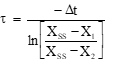 τ = −Δt / ln[(X_SS − X_1) / (X_SS − X_2)]